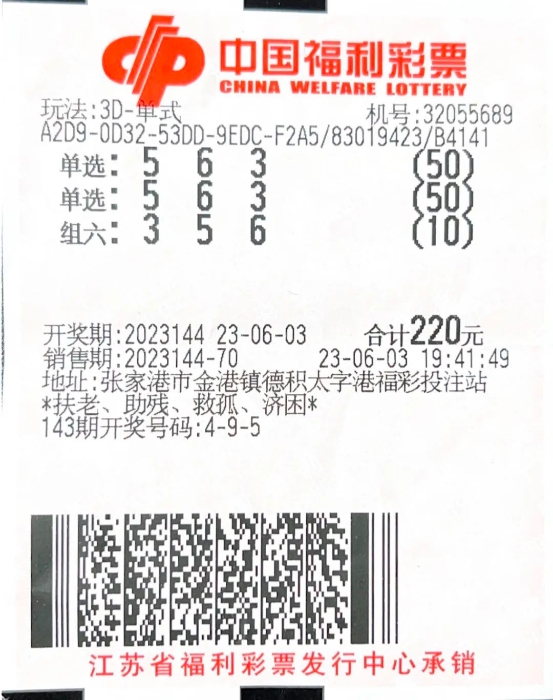 中国福利彩票
CHINA WELFARE LOTTERY
玩法:3D-单式 机号:32055689
A2D9-0D32-53DD-9EDC-F2A5/83019423/B4141
单选: 5 6 3 (50)
单选: 5 6 3 (50)
组六: 3 5 6 (10)
开奖期:2023144 23-06-03 合计220元
销售期:2023144-70 23-06-03 19:41:49
地址:张家港市金港镇德积太字港福彩投注站
*扶老、助残、救孤、济困*
143期开奖号码:4-9-5
江苏省福利彩票发行中心承销